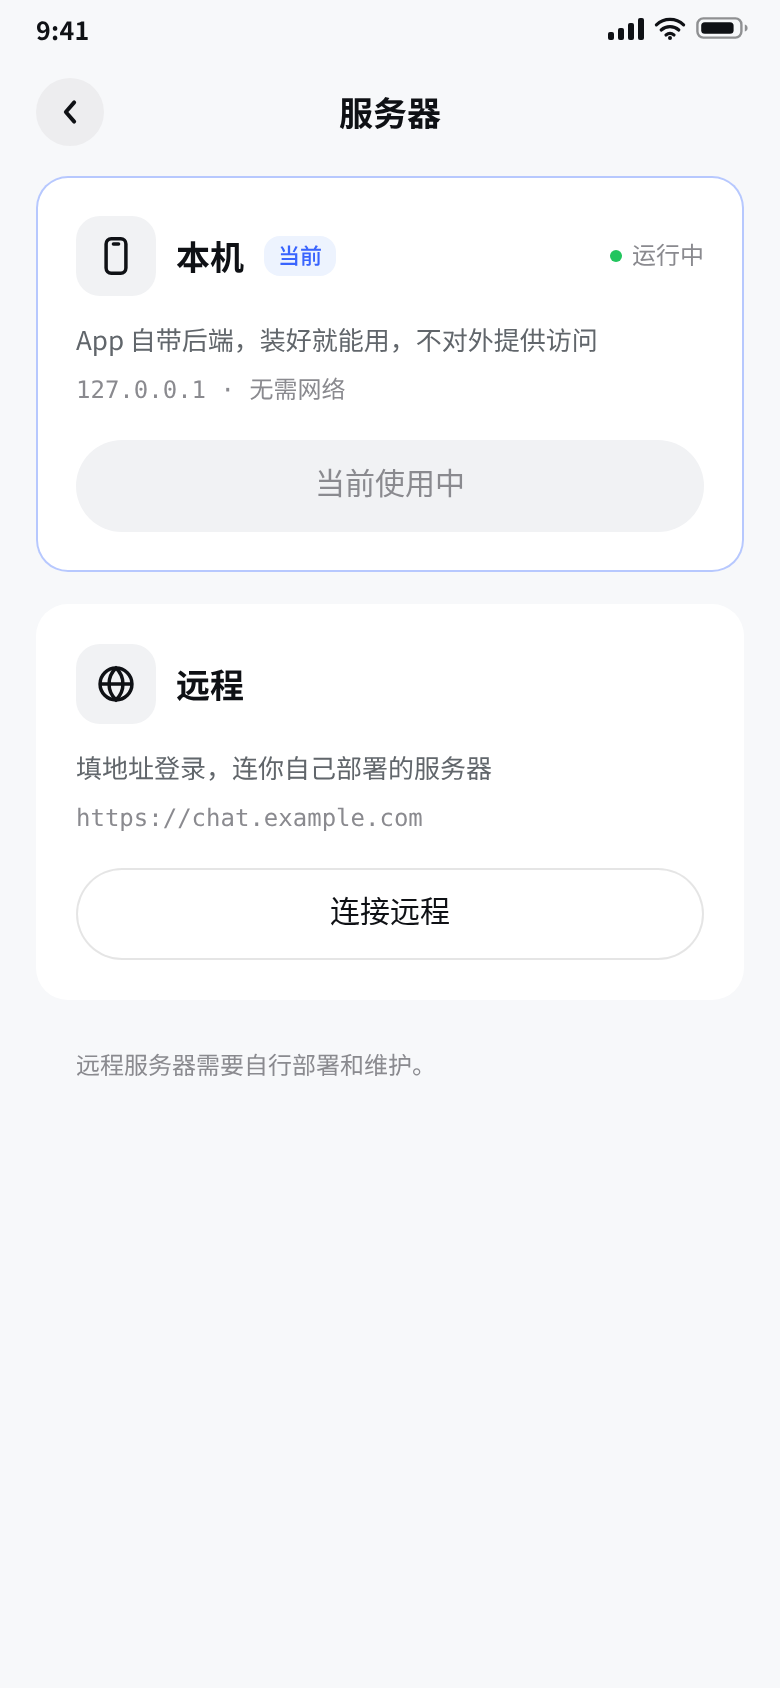 9:41
服务器
本机 当前 运行中
App 自带后端，装好就能用，不对外提供访问
127.0.0.1 · 无需网络
当前使用中
远程
填地址登录，连你自己部署的服务器
https://chat.example.com
连接远程
远程服务器需要自行部署和维护。